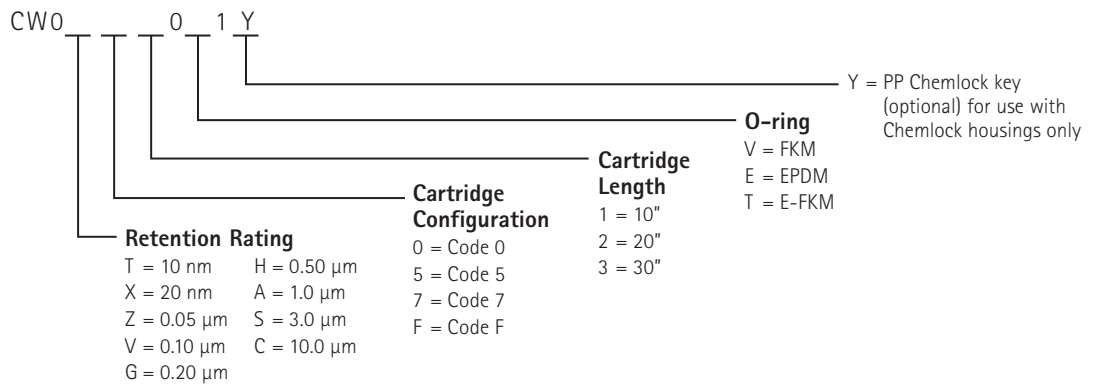 CW0_ _ _ 0 _ 1 Y
Y = PP Chemlock key
(optional) for use with
Chemlock housings only
O-ring
V = FKM
E = EPDM
T = E-FKM
Cartridge
Length
1 = 10"
2 = 20"
3 = 30"
Cartridge
Configuration
0 = Code 0
5 = Code 5
7 = Code 7
F = Code F
Retention Rating
T = 10 nm H = 0.50 µm
X = 20 nm A = 1.0 µm
Z = 0.05 µm S = 3.0 µm
V = 0.10 µm C = 10.0 µm
G = 0.20 µm